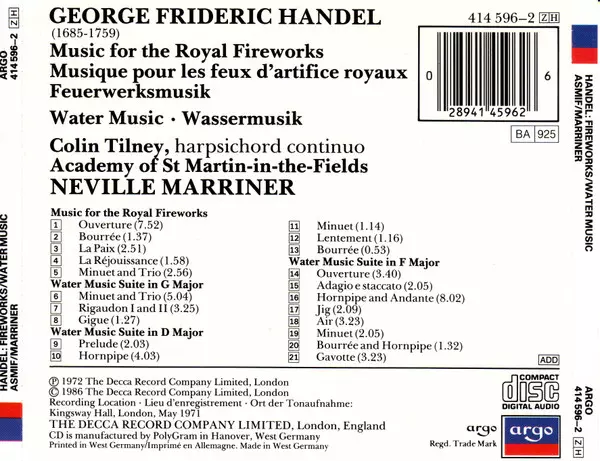 GEORGE FRIDERIC HANDEL
(1685-1759)
Music for the Royal Fireworks
Musique pour les feux d'artifice royaux
Feuerwerksmusik
Water Music · Wassermusik
Colin Tilney, harpsichord continuo
Academy of St Martin-in-the-Fields
NEVILLE MARRINER
414 596-2 ZH
0 28941 45962 6
BA 925
Music for the Royal Fireworks
1 Ouverture (7.52)
2 Bourrée (1.37)
3 La Paix (2.51)
4 La Réjouissance (1.58)
5 Minuet and Trio (2.56)
Water Music Suite in G Major
6 Minuet and Trio (5.04)
7 Rigaudon I and II (3.25)
8 Gigue (1.27)
Water Music Suite in D Major
9 Prelude (2.03)
10 Hornpipe (4.03)
11 Minuet (1.14)
12 Lentement (1.16)
13 Bourrée (0.53)
Water Music Suite in F Major
14 Ouverture (3.40)
15 Adagio e staccato (2.05)
16 Hornpipe and Andante (8.02)
17 Jig (2.09)
18 Air (3.23)
19 Minuet (2.05)
20 Bourrée and Hornpipe (1.32)
21 Gavotte (3.23)
ADD
Ⓟ 1972 The Decca Record Company Limited, London
© 1986 The Decca Record Company Limited, London
Recording Location · Lieu d'enregistrement · Ort der Tonaufnahme:
Kingsway Hall, London, May 1971
THE DECCA RECORD COMPANY LIMITED, London, England
CD is manufactured by PolyGram in Hanover, West Germany
Printed in West Germany/Imprimé en Allemagne. Made in West Germany
COMPACT
disc
DIGITAL AUDIO
argo
Regd. Trade Mark
argo
ARGO
414 596-2 ZH
HANDEL: FIREWORKS/WATER MUSIC
ASMIF/MARRINER
HANDEL: FIREWORKS/WATER MUSIC
ASMIF/MARRINER
ARGO
414 596-2 ZH